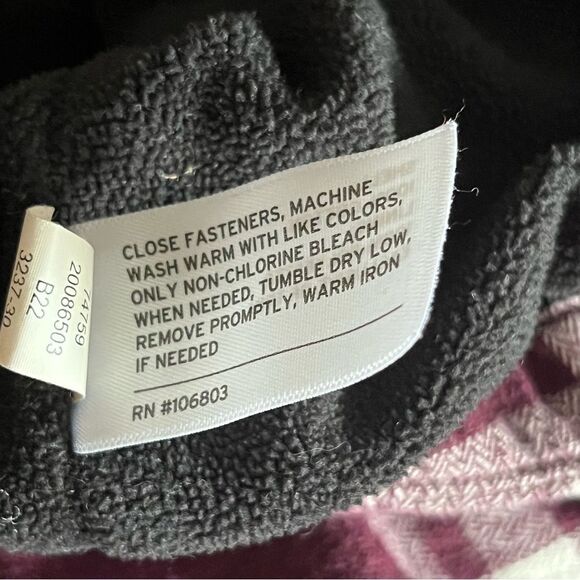 CLOSE FASTENERS, MACHINE
WASH WARM WITH LIKE COLORS,
ONLY NON-CHLORINE BLEACH
WHEN NEEDED, TUMBLE DRY LOW,
REMOVE PROMPTLY, WARM IRON
IF NEEDED
RN #106803
74759
20086503
B22
3237-30